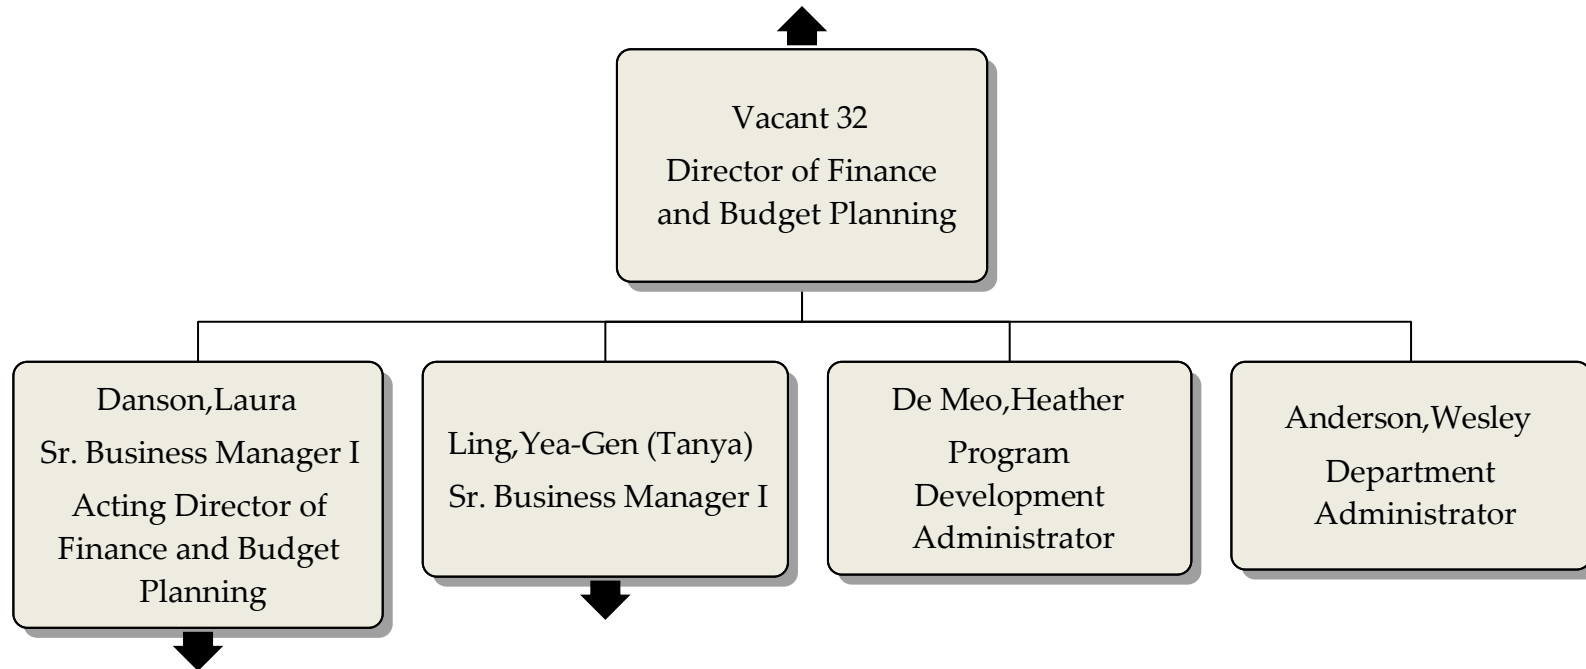 Vacant 32
Director of Finance
and Budget Planning
Danson,Laura
Sr. Business Manager I
Acting Director of
Finance and Budget
Planning
Ling,Yea-Gen (Tanya)
Sr. Business Manager I
De Meo,Heather
Program
Development
Administrator
Anderson,Wesley
Department
Administrator